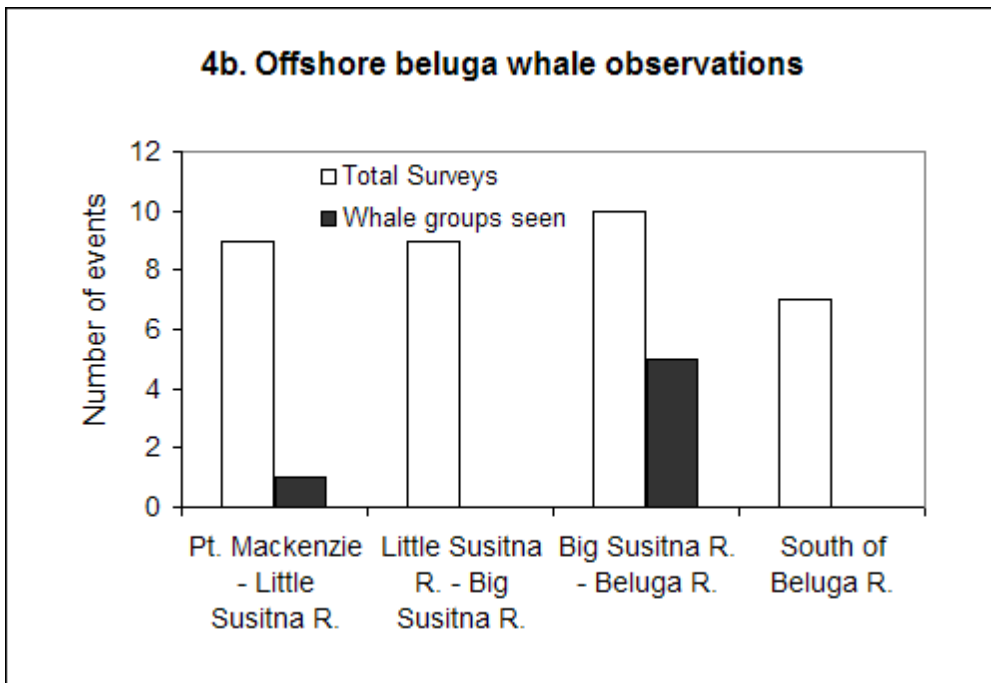 4b. Offshore beluga whale observations
Total Surveys
Whale groups seen
Number of events
12
10
8
6
4
2
0
Pt. Mackenzie
- Little
Susitna R.
Little Susitna
R. - Big
Susitna R.
Big Susitna R.
- Beluga R.
South of
Beluga R.